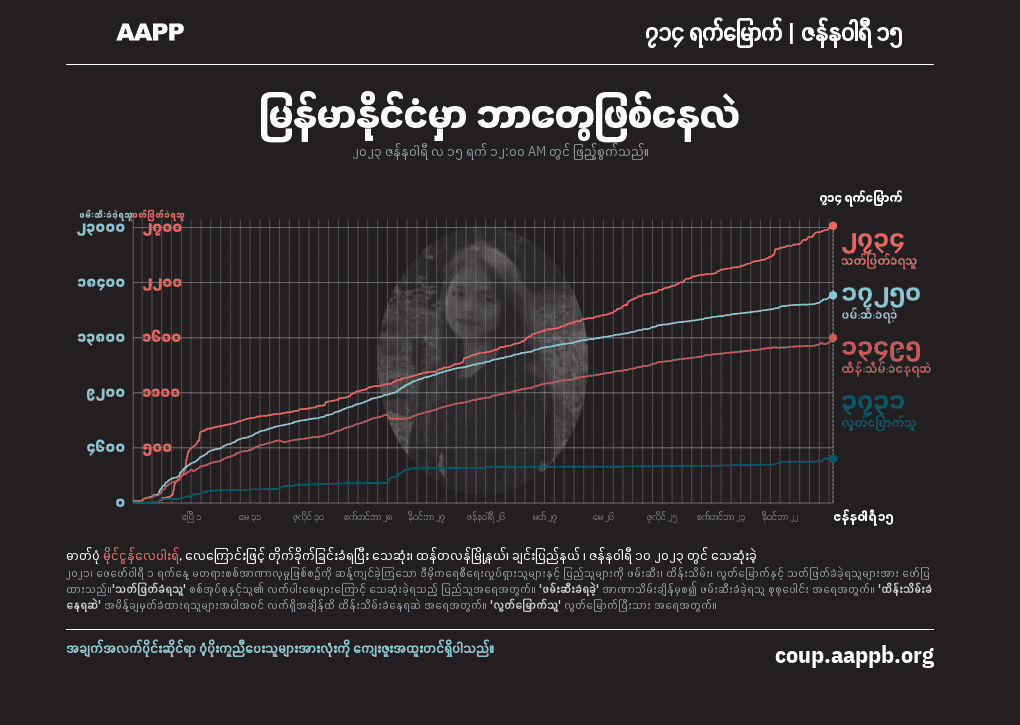 AAPP
၇၁၄ ရက်မြောက် | ဇန်နဝါရီ ၁၅
မြန်မာနိုင်ငံမှာ ဘာတွေဖြစ်နေလဲ
၂၀၂၃ ဇန်နဝါရီ လ ၁၅ ရက် ၁၂:၀၀ AM တွင် ဖြည့်စွက်သည်။
၇၁၄ ရက်မြောက်
ဖမ်းဆီးခံခဲ့ရသူ သတ်ဖြတ်ခံရသူ
၂၃၀၀၀ ၂၇၀၀
၁၈၄၀၀ ၂၂၀၀
၁၃၈၀၀ ၁၆၀၀
၉၂၀၀ ၁၁၀၀
၄၆၀၀ ၅၀၀
၀
၂၇၃၄
သတ်ဖြတ်ခံရသူ
၁၇၂၅၀
ဖမ်းဆီးခံရခဲ့
၁၃၄၉၅
ထိန်းသိမ်းခံနေရဆဲ
၃၇၃၁
လွတ်မြောက်သူ
ဧပြီ ၁ မေ ၃၁ ဇူလိုင် ၃၀ စက်တင်ဘာ ၂၈ နိုဝင်ဘာ ၂၇ ဇန်နဝါရီ ၂၆ မတ် ၂၇ မေ ၂၆ ဇူလိုင် ၂၅ စက်တင်ဘာ ၂၃ နိုဝင်ဘာ ၂၂ ဇန်နဝါရီ ၁၅
ဓာတ်ပုံ မိုင်ငွန်လေပါးရ်, လေကြောင်းဖြင့် တိုက်ခိုက်ခြင်းခံရပြီး သေဆုံး၊ ထန်တလန်မြို့နယ်၊ ချင်းပြည်နယ် ၊ ဇန်နဝါရီ ၁၀ ၂၀၂၃ တွင် သေဆုံးခဲ့
၂၀၂၁၊ ဖေဖော်ဝါရီ ၁ ရက်နေ့ မတရားစစ်အာဏာလုမှုဖြစ်စဉ်ကို ဆန့်ကျင်ခဲ့ကြသော ဒီမိုကရေစီရေးလှုပ်ရှားသူများနှင့် ပြည်သူများကို ဖမ်းဆီး၊ ထိန်းသိမ်း၊ လွတ်မြောက်နှင့် သတ်ဖြတ်ခံခဲ့ရသူများအား ဖော်ပြ
ထားသည်။'သတ်ဖြတ်ခံရသူ' စစ်အုပ်စုနှင့်သူ၏ လက်ပါးစေများကြောင့် သေဆုံးခဲ့ရသည့် ပြည်သူအရေအတွက်။ 'ဖမ်းဆီးခံရခဲ့' အာဏာသိမ်းချိန်မှစ၍ ဖမ်းဆီးခံခဲ့ရသူ စုစုပေါင်း အရေအတွက်။ 'ထိန်းသိမ်းခံ
နေရဆဲ' အမိန့်ချမှတ်ခံထားရသူများအပါအဝင် လက်ရှိအချိန်ထိ ထိန်းသိမ်းခံနေရဆဲ အရေအတွက်။ 'လွတ်မြောက်သူ' လွတ်မြောက်ပြီးသား အရေအတွက်။
အချက်အလက်ပိုင်းဆိုင်ရာ ပံ့ပိုးကူညီပေးသူများအားလုံးကို ကျေးဇူးအထူးတင်ရှိပါသည်။
coup.aappb.org